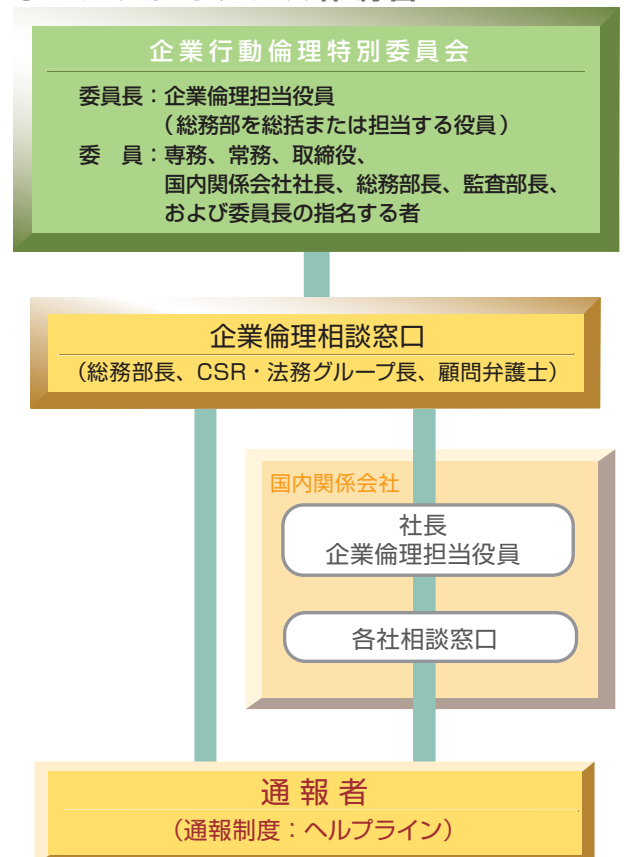 企業行動倫理特別委員会
委員長：企業倫理担当役員
（総務部を総括または担当する役員）
委　員：専務、常務、取締役、
国内関係会社社長、総務部長、監査部長、
および委員長の指名する者
企業倫理相談窓口
（総務部長、CSR・法務グループ長、顧問弁護士）
国内関係会社
社長
企業倫理担当役員
各社相談窓口
通報者
（通報制度：ヘルプライン）